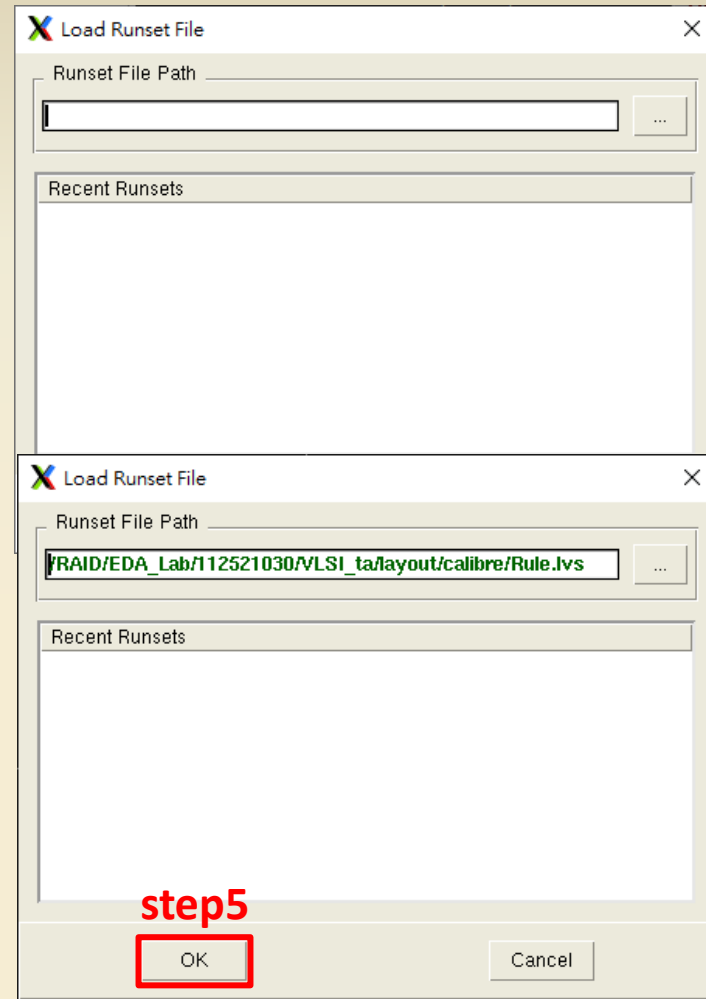 Load Runset File
Runset File Path
...
Recent Runsets
Load Runset File
Runset File Path
/RAID/EDA_Lab/112521030/VLSI_ta/layout/calibre/Rule.lvs
...
Recent Runsets
step5
OK Cancel